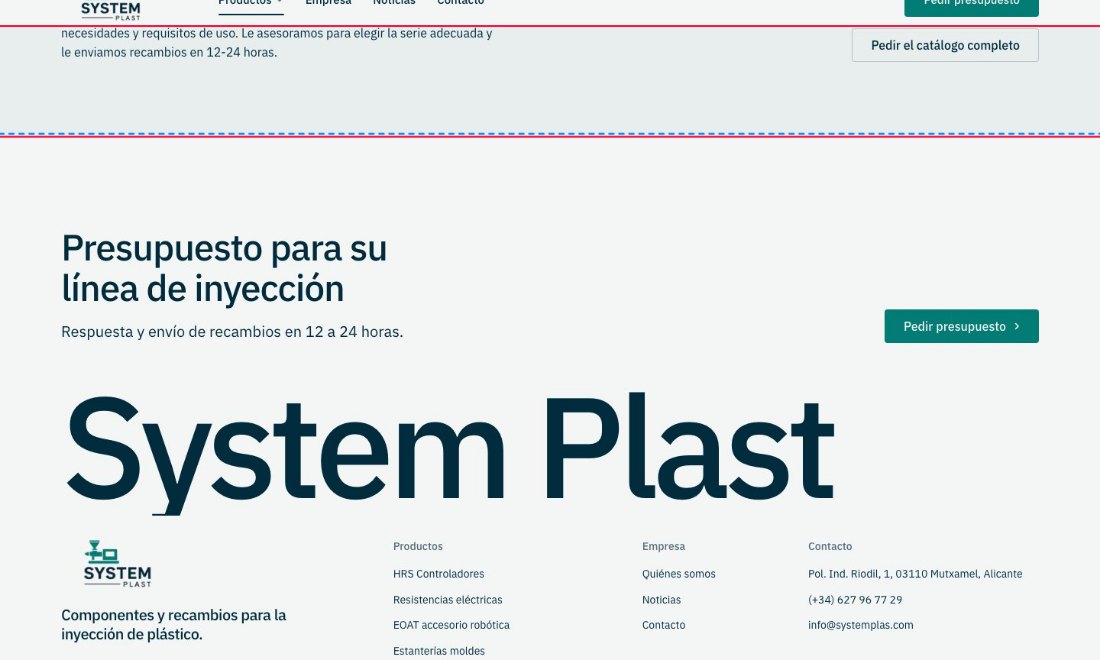 SYSTEM
PLAST
Productos
Empresa
Noticias
Contacto
Pedir presupuesto
necesidades y requisitos de uso. Le asesoramos para elegir la serie adecuada y
le enviamos recambios en 12-24 horas.
Pedir el catálogo completo
Presupuesto para su
línea de inyección
Respuesta y envío de recambios en 12 a 24 horas.
Pedir presupuesto
System Plast
SYSTEM
PLAST
Componentes y recambios para la
inyección de plástico.
Productos
HRS Controladores
Resistencias eléctricas
EOAT accesorio robótica
Estanterías moldes
Empresa
Quiénes somos
Noticias
Contacto
Contacto
Pol. Ind. Riodil, 1, 03110 Mutxamel, Alicante
(+34) 627 96 77 29
info@systemplas.com